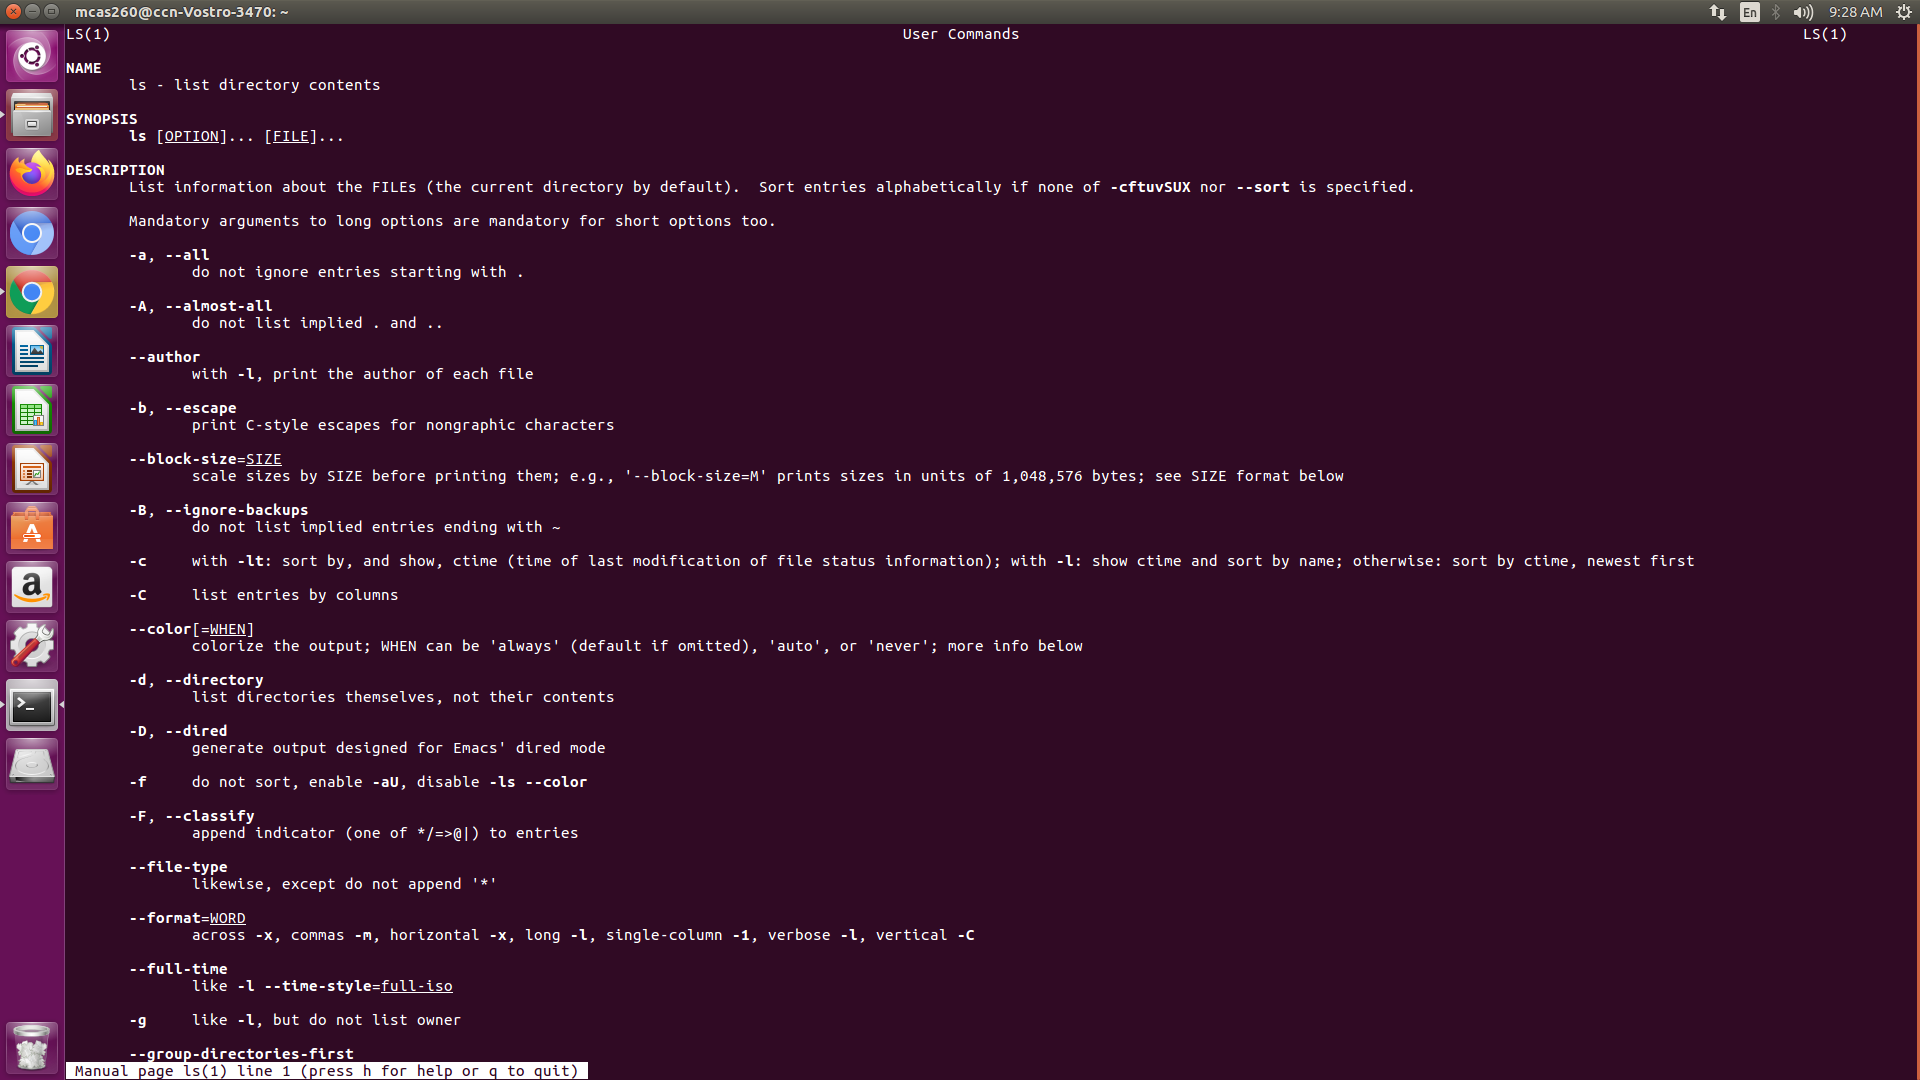 mcas260@ccn-Vostro-3470: ~
En
9:28 AM
LS(1) User Commands LS(1)
NAME
ls - list directory contents
SYNOPSIS
ls [OPTION]... [FILE]...
DESCRIPTION
List information about the FILEs (the current directory by default).  Sort entries alphabetically if none of -cftuvSUX nor --sort is specified.
Mandatory arguments to long options are mandatory for short options too.
-a, --all
do not ignore entries starting with .
-A, --almost-all
do not list implied . and ..
--author
with -l, print the author of each file
-b, --escape
print C-style escapes for nongraphic characters
--block-size=SIZE
scale sizes by SIZE before printing them; e.g., '--block-size=M' prints sizes in units of 1,048,576 bytes; see SIZE format below
-B, --ignore-backups
do not list implied entries ending with ~
-c with -lt: sort by, and show, ctime (time of last modification of file status information); with -l: show ctime and sort by name; otherwise: sort by ctime, newest first
-C list entries by columns
--color[=WHEN]
colorize the output; WHEN can be 'always' (default if omitted), 'auto', or 'never'; more info below
-d, --directory
list directories themselves, not their contents
-D, --dired
generate output designed for Emacs' dired mode
-f do not sort, enable -aU, disable -ls --color
-F, --classify
append indicator (one of */=>@|) to entries
--file-type
likewise, except do not append '*'
--format=WORD
across -x, commas -m, horizontal -x, long -l, single-column -1, verbose -l, vertical -C
--full-time
like -l --time-style=full-iso
-g like -l, but do not list owner
--group-directories-first
Manual page ls(1) line 1 (press h for help or q to quit)